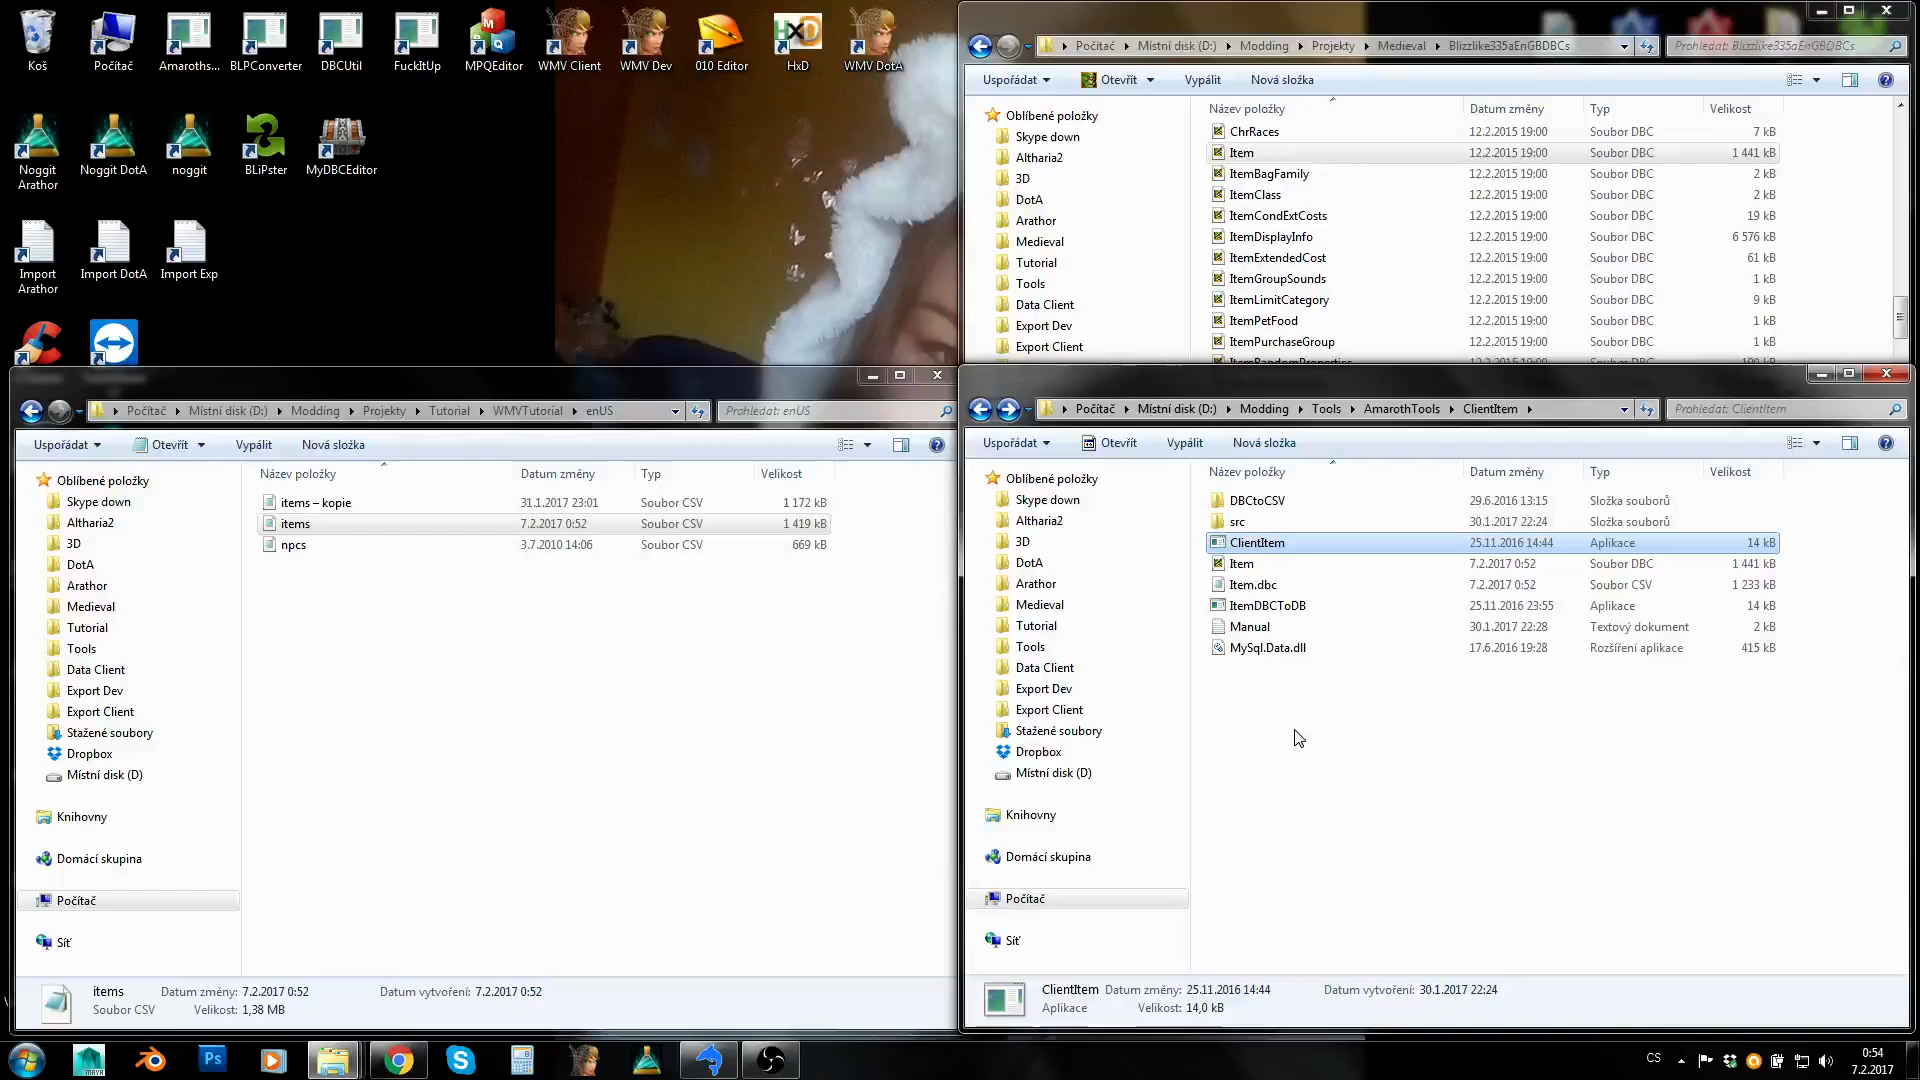 Koš
Počítač
Amaroths...
BLPConverter
DBCUtil
FuckItUp
MPQEditor
WMV Client
WMV Dev
010 Editor
HxD
WMV DotA
Noggit Arathor
Noggit DotA
noggit
BLiPster
MyDBCEditor
Import Arathor
Import DotA
Import Exp
Počítač Místní disk (D:) Modding Projekty Medieval Blizzlike335aEnGBDBCs
Prohledat: Blizzlike335aEnGBDBCs
Uspořádat Otevřít Vypálit Nová složka
Oblíbené položky
Skype down
Altharia2
3D
DotA
Arathor
Medieval
Tutorial
Tools
Data Client
Export Dev
Export Client
Název položky Datum změny Typ Velikost
ChrRaces 12.2.2015 19:00 Soubor DBC 7 kB
Item 12.2.2015 19:00 Soubor DBC 1 441 kB
ItemBagFamily 12.2.2015 19:00 Soubor DBC 2 kB
ItemClass 12.2.2015 19:00 Soubor DBC 2 kB
ItemCondExtCosts 12.2.2015 19:00 Soubor DBC 19 kB
ItemDisplayInfo 12.2.2015 19:00 Soubor DBC 6 576 kB
ItemExtendedCost 12.2.2015 19:00 Soubor DBC 61 kB
ItemGroupSounds 12.2.2015 19:00 Soubor DBC 1 kB
ItemLimitCategory 12.2.2015 19:00 Soubor DBC 9 kB
ItemPetFood 12.2.2015 19:00 Soubor DBC 1 kB
ItemPurchaseGroup 12.2.2015 19:00 Soubor DBC 1 kB
Počítač Místní disk (D:) Modding Projekty Tutorial WMVTutorial enUS
Prohledat: enUS
Uspořádat Otevřít Vypálit Nová složka
Oblíbené položky
Skype down
Altharia2
3D
DotA
Arathor
Medieval
Tutorial
Tools
Data Client
Export Dev
Export Client
Stažené soubory
Dropbox
Místní disk (D)
Knihovny
Domácí skupina
Počítač
Síť
Název položky Datum změny Typ Velikost
items – kopie 31.1.2017 23:01 Soubor CSV 1 172 kB
items 7.2.2017 0:52 Soubor CSV 1 419 kB
npcs 3.7.2010 14:06 Soubor CSV 669 kB
items Datum změny: 7.2.2017 0:52 Datum vytvoření: 7.2.2017 0:52
Soubor CSV Velikost: 1,38 MB
Počítač Místní disk (D:) Modding Tools AmarothTools ClientItem
Prohledat: ClientItem
Uspořádat Otevřít Vypálit Nová složka
Oblíbené položky
Skype down
Altharia2
3D
DotA
Arathor
Medieval
Tutorial
Tools
Data Client
Export Dev
Export Client
Stažené soubory
Dropbox
Místní disk (D)
Knihovny
Domácí skupina
Počítač
Síť
Název položky Datum změny Typ Velikost
DBCtoCSV 29.6.2016 13:15 Složka souborů
src 30.1.2017 22:24 Složka souborů
ClientItem 25.11.2016 14:44 Aplikace 14 kB
Item 7.2.2017 0:52 Soubor DBC 1 441 kB
Item.dbc 7.2.2017 0:52 Soubor CSV 1 233 kB
ItemDBCToDB 25.11.2016 23:55 Aplikace 14 kB
Manual 30.1.2017 22:28 Textový dokument 2 kB
MySql.Data.dll 17.6.2016 19:28 Rozšíření aplikace 415 kB
ClientItem Datum změny: 25.11.2016 14:44 Datum vytvoření: 30.1.2017 22:24
Aplikace Velikost: 14,0 kB
CS
0:54
7.2.2017